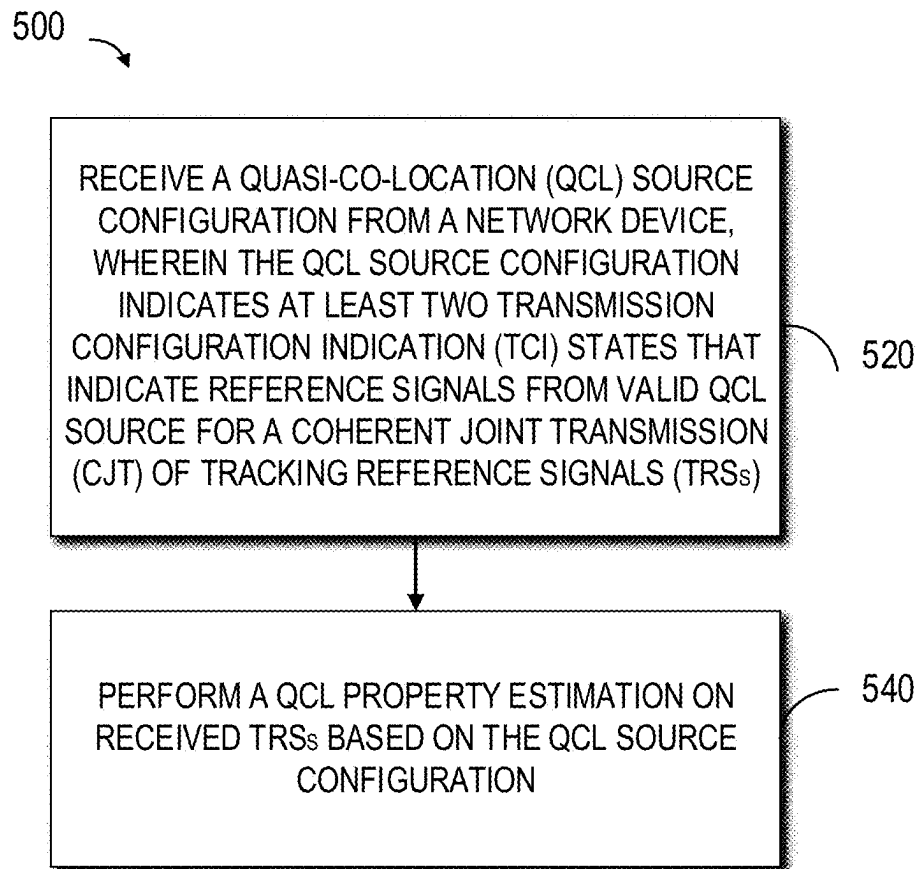 500
RECEIVE A QUASI-CO-LOCATION (QCL) SOURCE
CONFIGURATION FROM A NETWORK DEVICE,
WHEREIN THE QCL SOURCE CONFIGURATION
INDICATES AT LEAST TWO TRANSMISSION
CONFIGURATION INDICATION (TCI) STATES THAT
INDICATE REFERENCE SIGNALS FROM VALID QCL
SOURCE FOR A COHERENT JOINT TRANSMISSION
(CJT) OF TRACKING REFERENCE SIGNALS (TRSs)
520
PERFORM A QCL PROPERTY ESTIMATION ON
RECEIVED TRSs BASED ON THE QCL SOURCE
CONFIGURATION
540